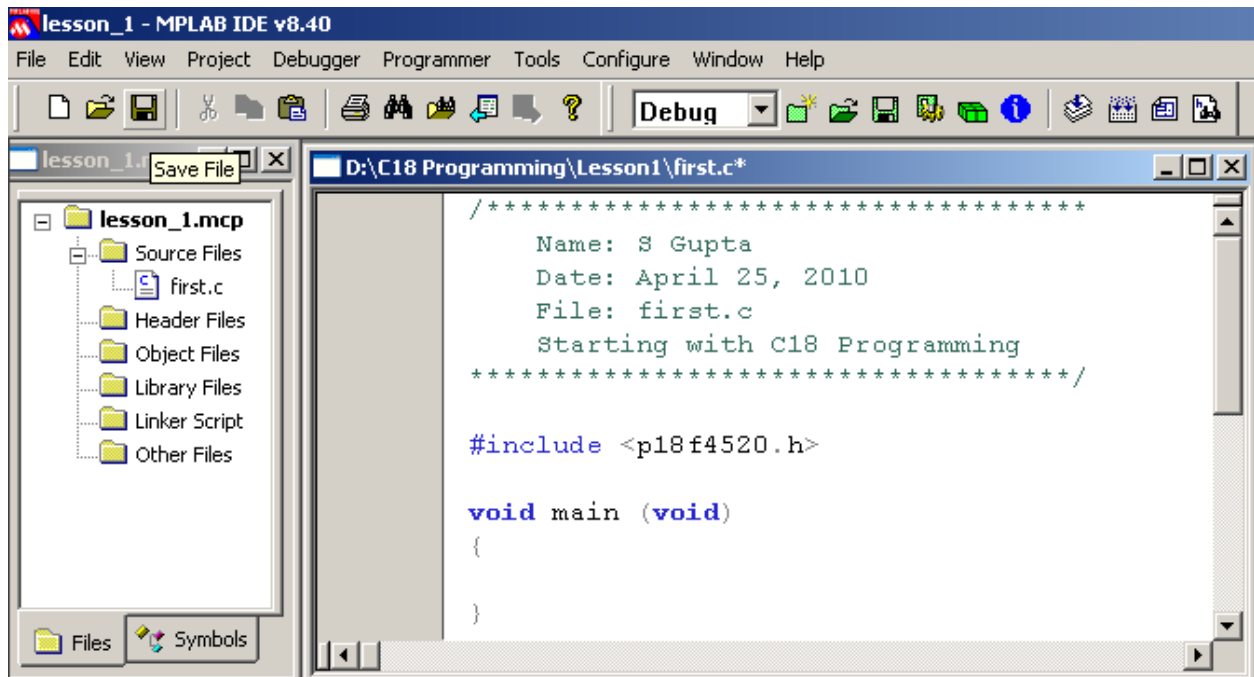 lesson_1 - MPLAB IDE v8.40
File Edit View Project Debugger Programmer Tools Configure Window Help
Debug
lesson_1.
Save File
D:\C18 Programming\Lesson1\first.c*
lesson_1.mcp
Source Files
first.c
Header Files
Object Files
Library Files
Linker Script
Other Files
Files Symbols
/************************************
Name: S Gupta
Date: April 25, 2010
File: first.c
Starting with C18 Programming
************************************/
#include <p18f4520.h>
void main (void)
{
}